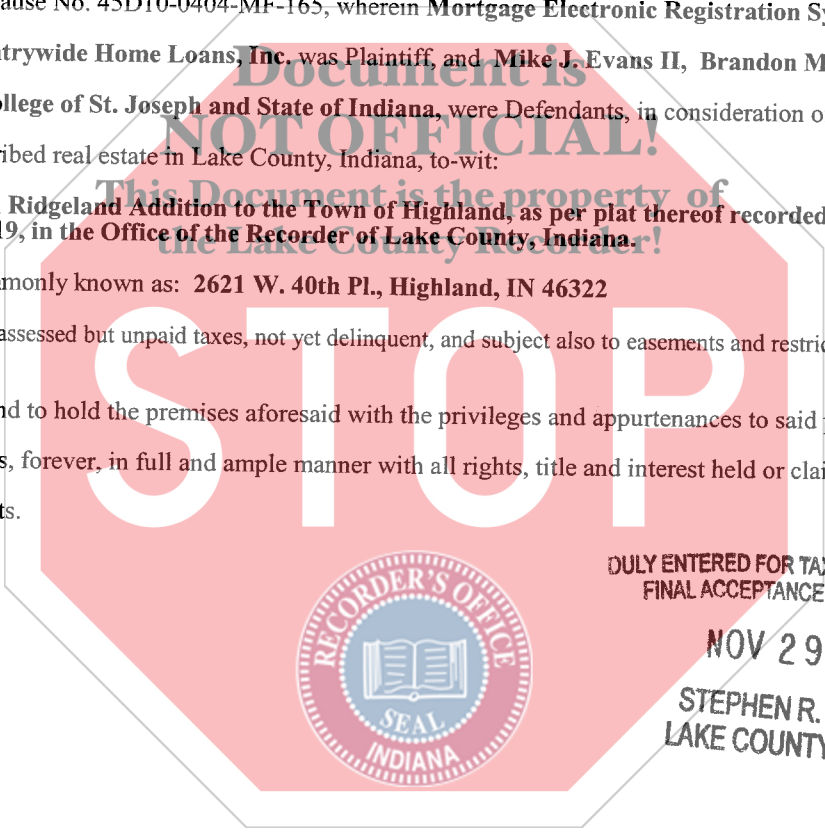 ause No. 45D10-0404-MF-165, wherein Mortgage Electronic Registration Sy
ntrywide Home Loans, Inc. was Plaintiff, and Mike J. Evans II, Brandon M
ollege of St. Joseph and State of Indiana, were Defendants, in consideration o
ribed real estate in Lake County, Indiana, to-wit:
Ridgeland Addition to the Town of Highland, as per plat thereof recorded
19, in the Office of the Recorder of Lake County, Indiana.
mmonly known as: 2621 W. 40th Pl., Highland, IN 46322
assessed but unpaid taxes, not yet delinquent, and subject also to easements and restric
nd to hold the premises aforesaid with the privileges and appurtenances to said
s, forever, in full and ample manner with all rights, title and interest held or clai
ts.
Document is
NOT OFFICIAL!
This Document is the property of
the Lake County Recorder!
STOP
RECORDER'S OFFICE
SEAL
INDIANA
DULY ENTERED FOR TAX
FINAL ACCEPTANCE
NOV 29
STEPHEN R.
LAKE COUNTY